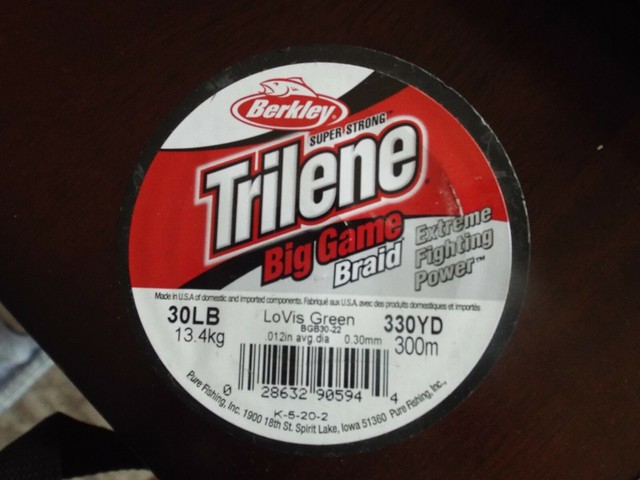 Berkley
SUPER STRONG™
Trilene
Big Game
Braid
Extreme
Fighting
Power™
Made in U.S.A of domestic and imported components. Fabriqué aux U.S.A. avec des produits domestiques et importés
30LB
13.4kg
LoVis Green
BGB30-22
.012in avg.dia 0.30mm
330YD
300m
0 28632 90594 4
K-5-20-2
Pure Fishing, Inc. 1900 18th St. Spirit Lake, Iowa 51360 Pure Fishing, Inc.,